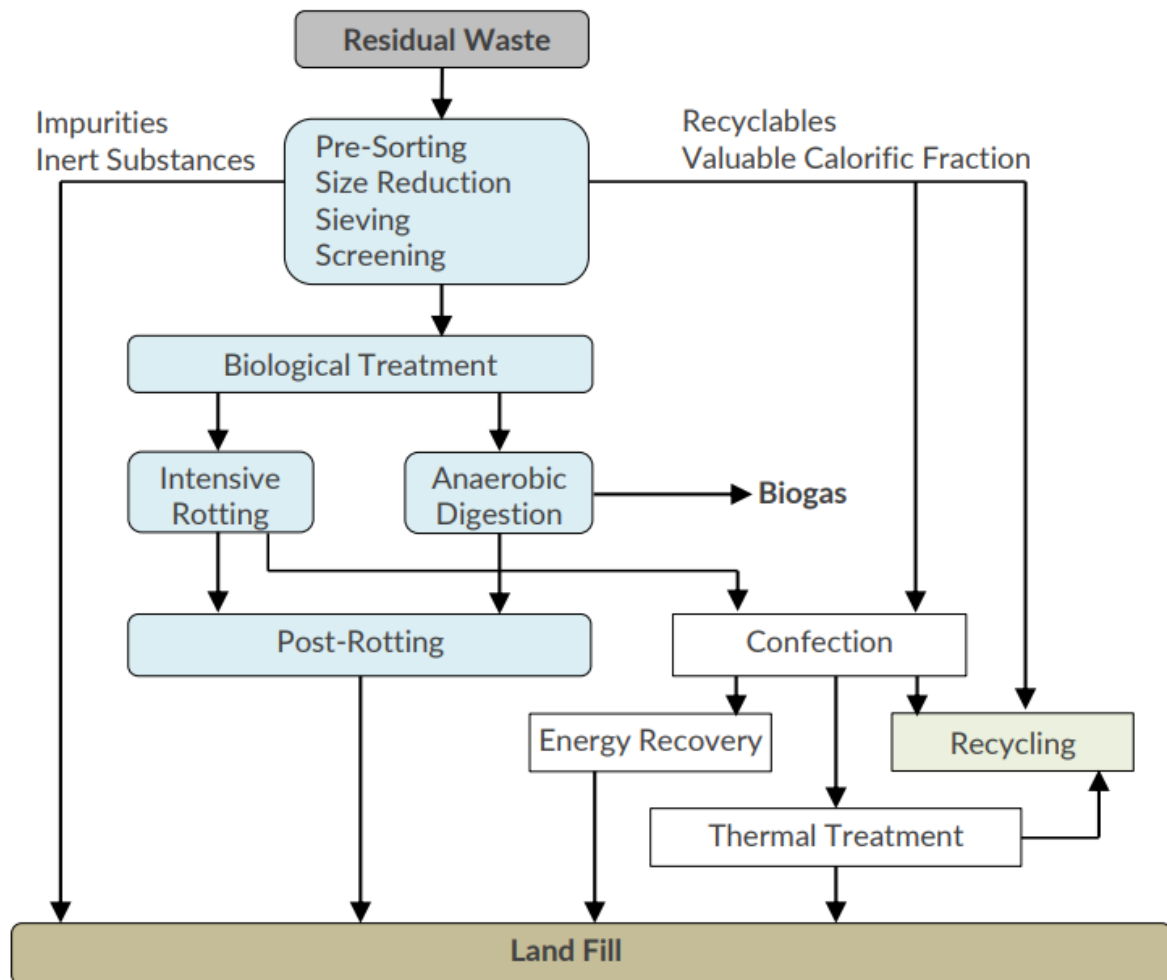 Residual Waste
Impurities
Inert Substances
Recyclables
Valuable Calorific Fraction
Pre-Sorting
Size Reduction
Sieving
Screening
Biological Treatment
Intensive
Rotting
Anaerobic
Digestion
Biogas
Post-Rotting
Confection
Energy Recovery
Recycling
Thermal Treatment
Land Fill